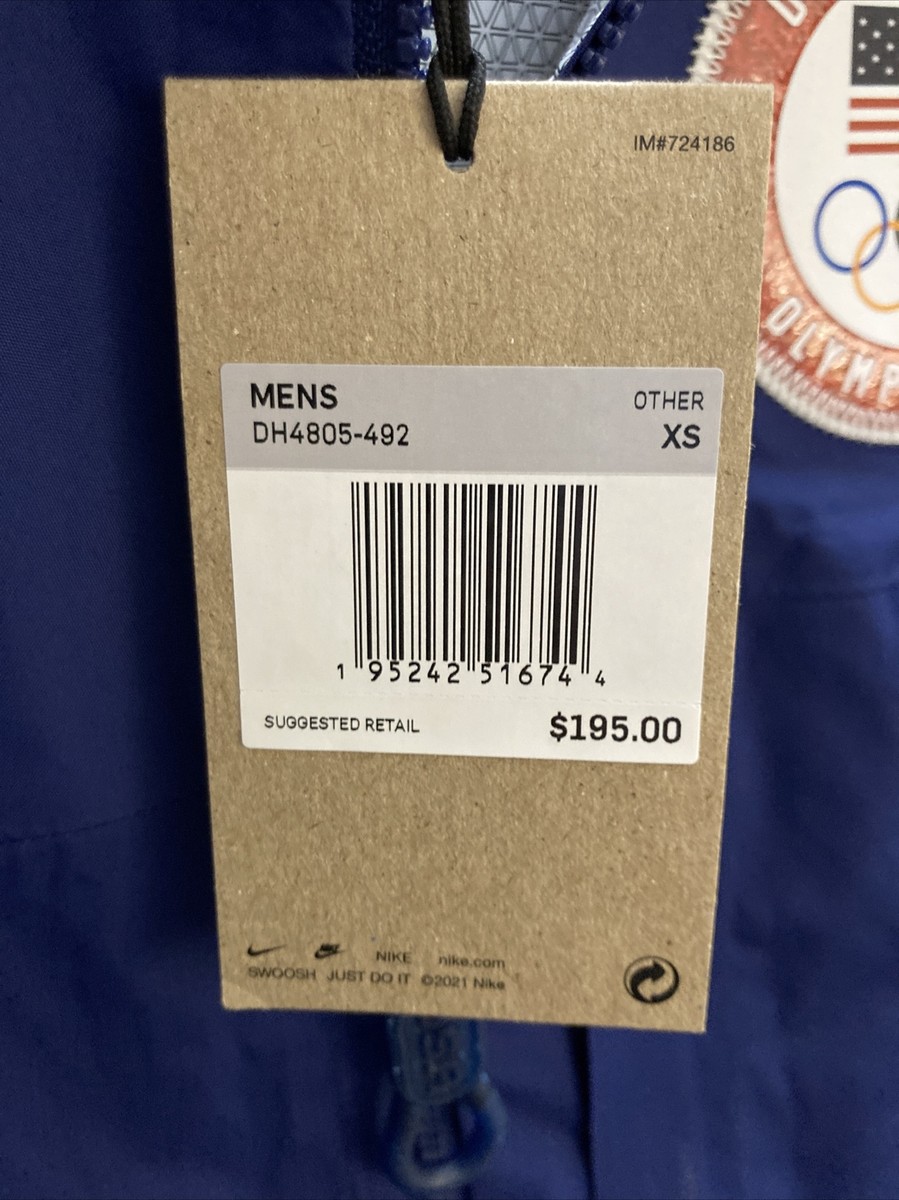 IM#724186
MENS OTHER
DH4805-492 XS
1 95242 51674 4
SUGGESTED RETAIL $195.00
NIKE nike.com
SWOOSH JUST DO IT ©2021 Nike